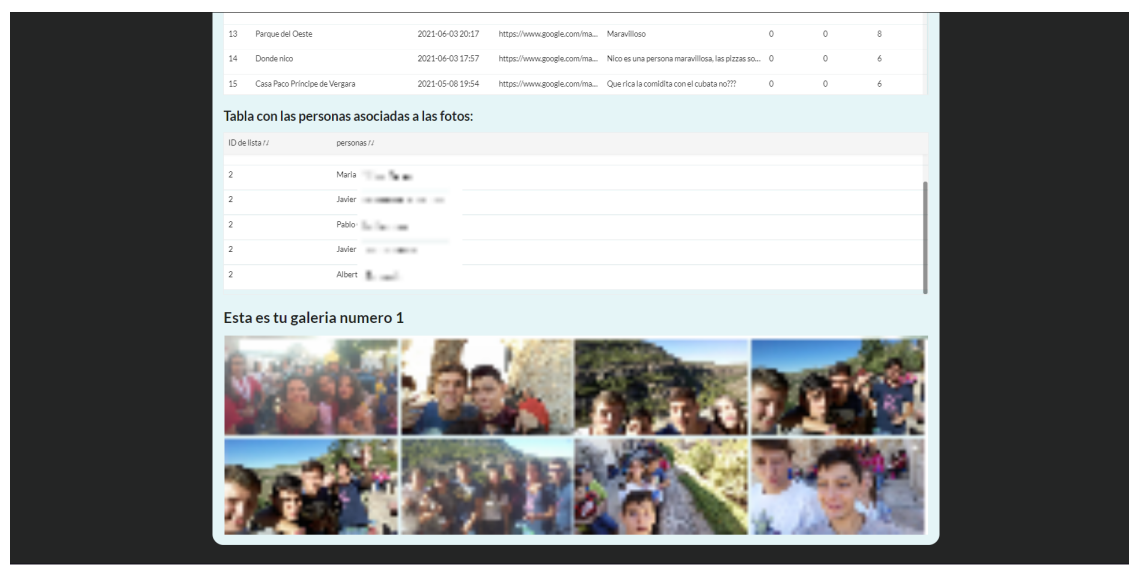 13 Parque del Oeste 2021-06-03 20:17 https://www.google.com/ma... Maravilloso 0 0 8
14 Donde nico 2021-06-03 17:57 https://www.google.com/ma... Nico es una persona maravillosa, las pizzas so... 0 0 6
15 Casa Paco Príncipe de Vergara 2021-05-08 19:54 https://www.google.com/ma... Que rica la comidita con el cubata no??? 0 0 6
Tabla con las personas asociadas a las fotos:
ID de lista personas
2 Maria
2 Javier
2 Pablo
2 Javier
2 Albert
Esta es tu galeria numero 1